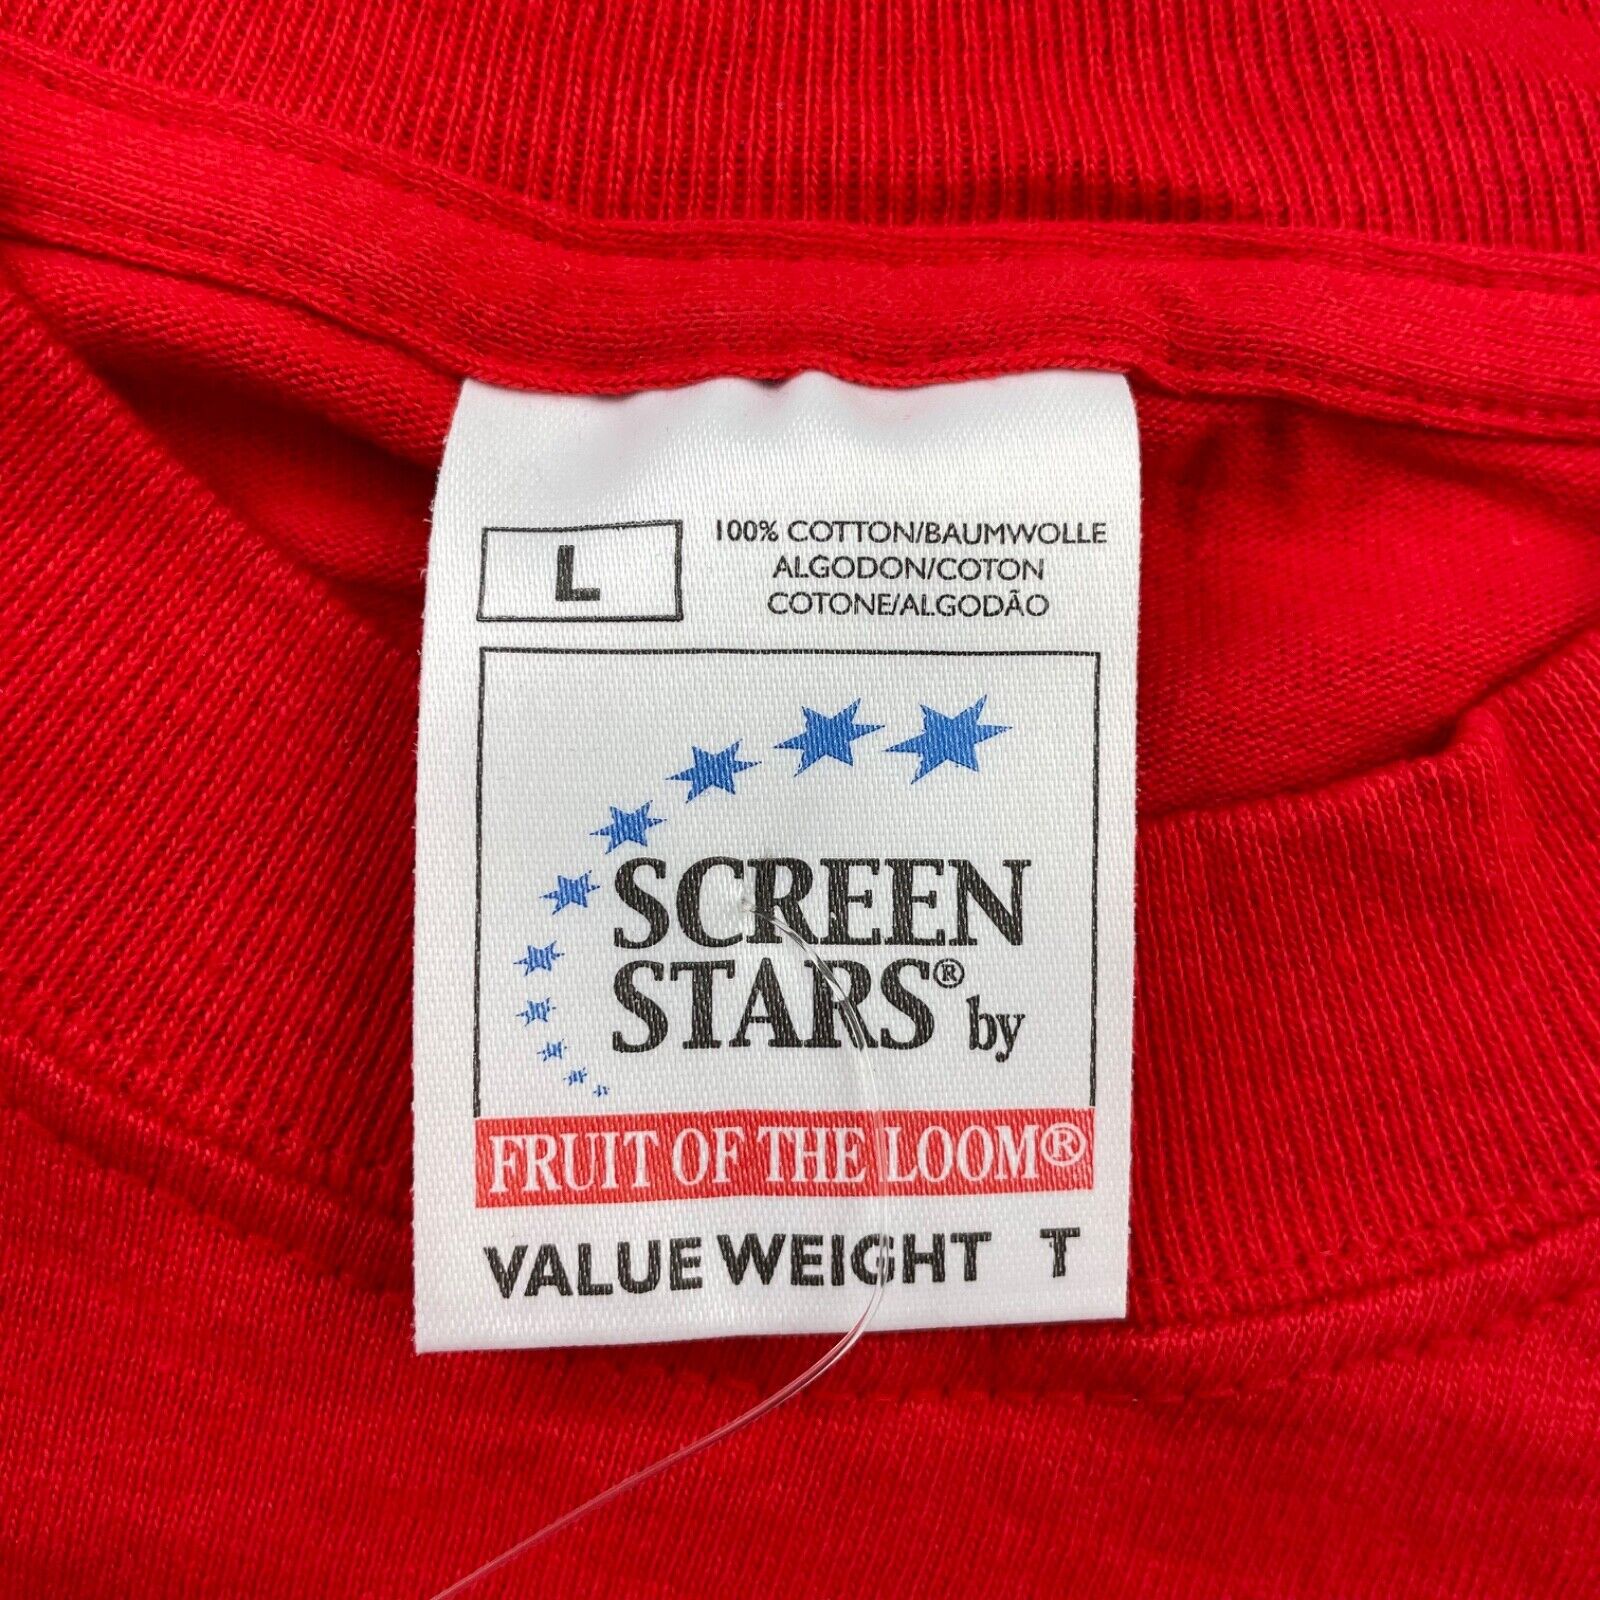 L
100% COTTON/BAUMWOLLE
ALGODON/COTON
COTONE/ALGODÃO
SCREEN
STARS® by
FRUIT OF THE LOOM®
VALUE WEIGHT T